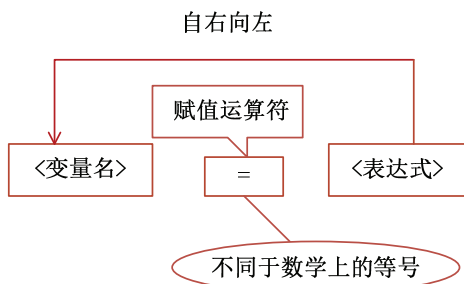 自右向左
赋值运算符
<变量名>
=
<表达式>
不同于数学上的等号